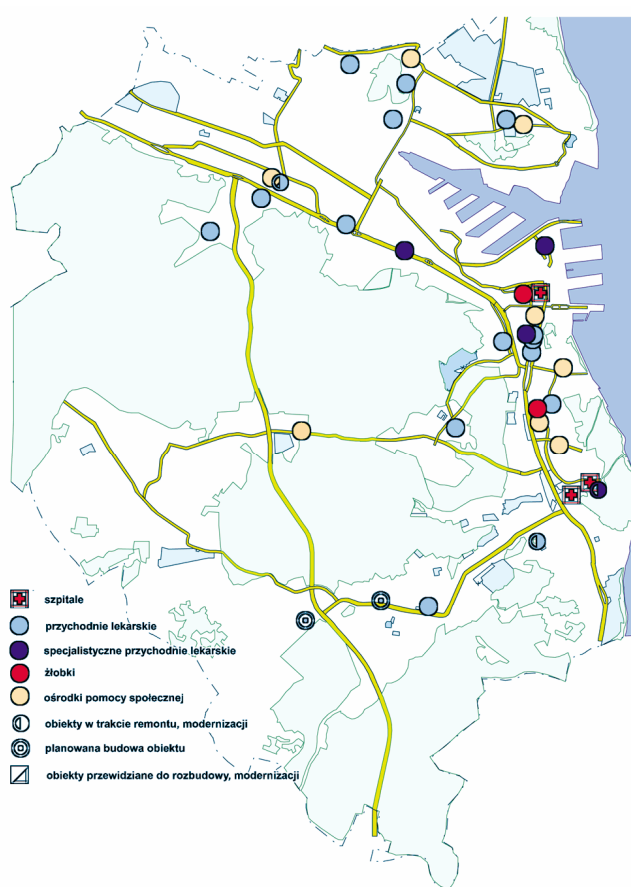 szpitale
przychodnie lekarskie
specjalistyczne przychodnie lekarskie
żłobki
ośrodki pomocy społecznej
obiekty w trakcie remontu, modernizacji
planowana budowa obiektu
obiekty przewidziane do rozbudowy, modernizacji